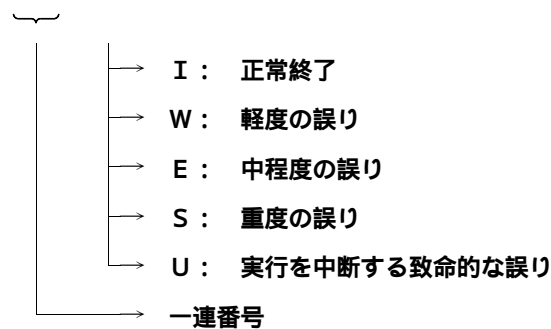 Ｉ： 正常終了
Ｗ： 軽度の誤り
Ｅ： 中程度の誤り
Ｓ： 重度の誤り
Ｕ： 実行を中断する致命的な誤り
一連番号